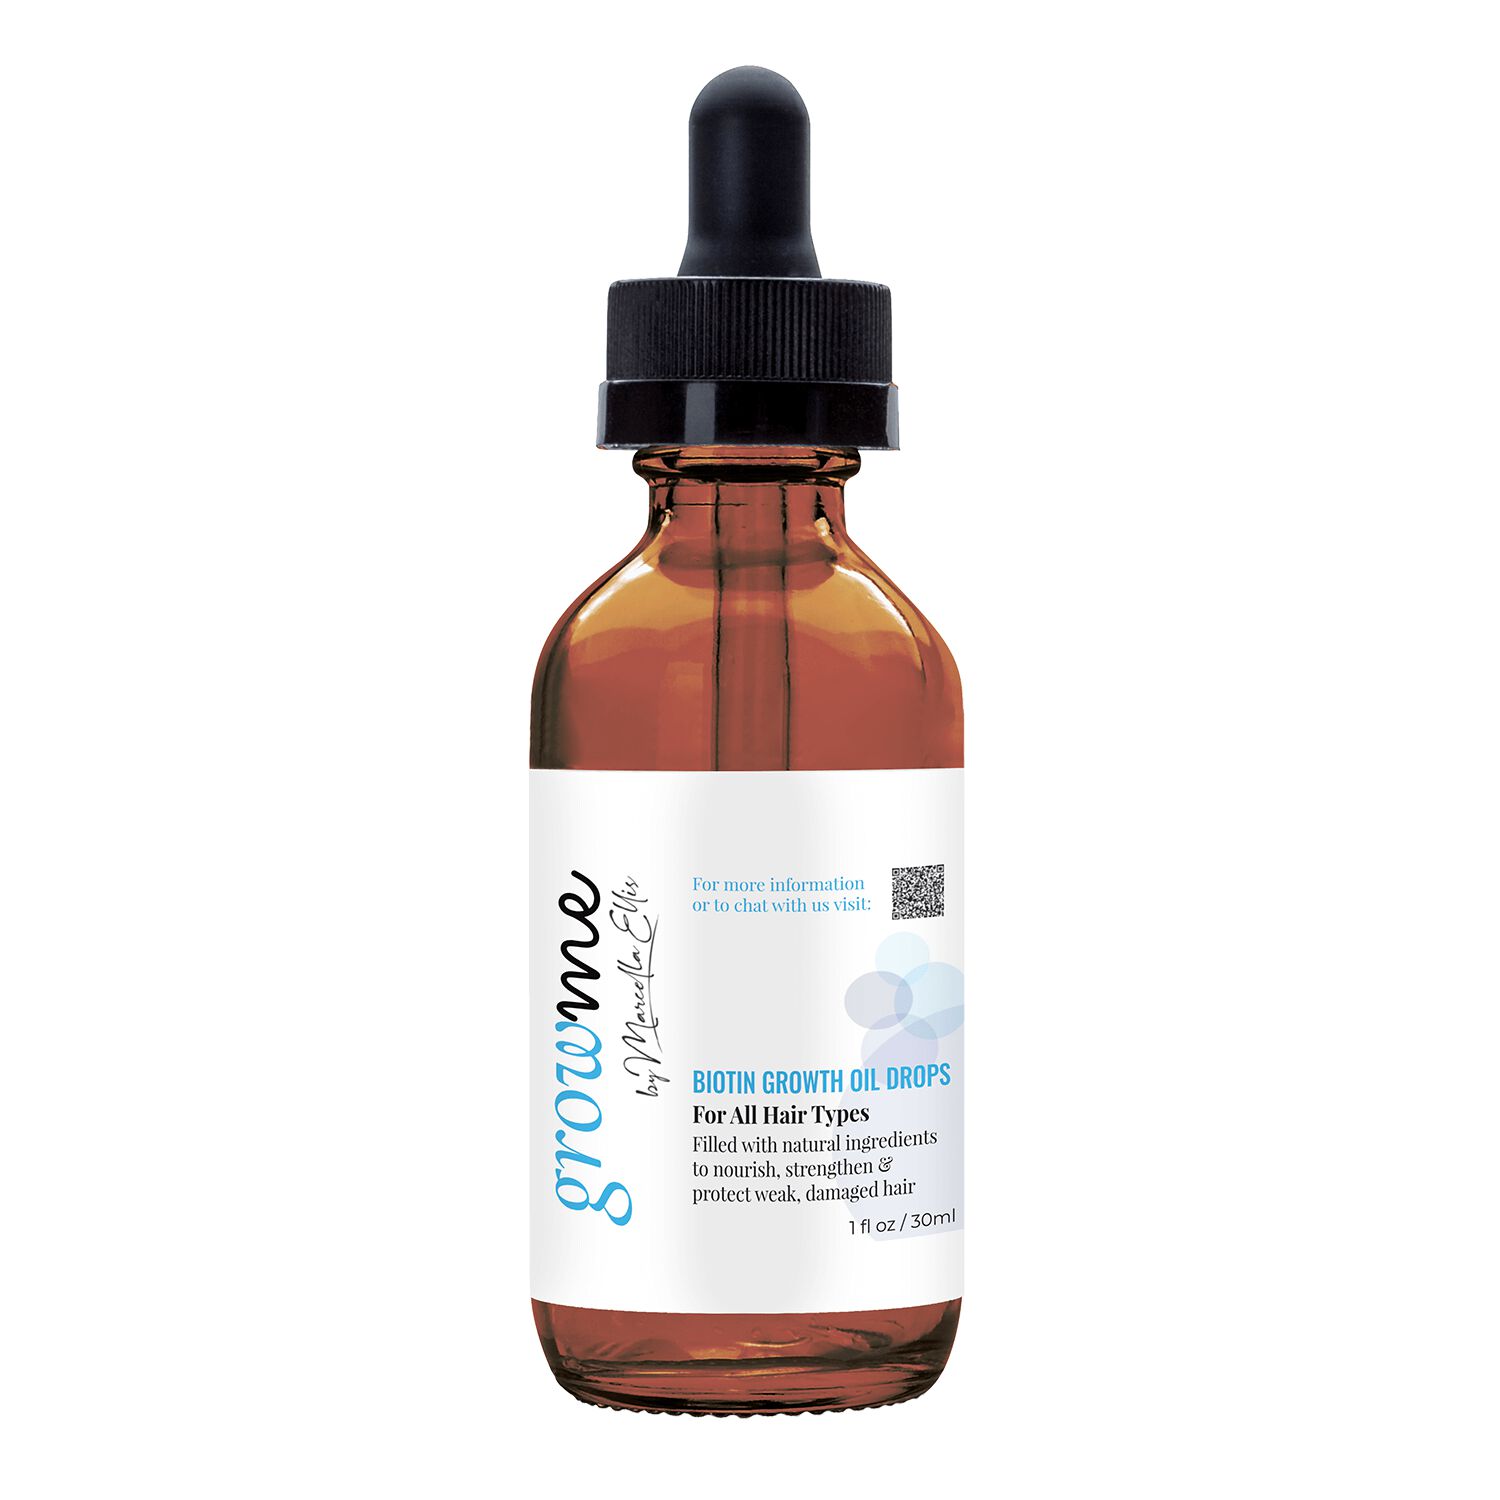 growme
by Marcella Ellis
For more information
or to chat with us visit:
BIOTIN GROWTH OIL DROPS
For All Hair Types
Filled with natural ingredients
to nourish, strengthen &
protect weak, damaged hair
1 fl oz / 30ml